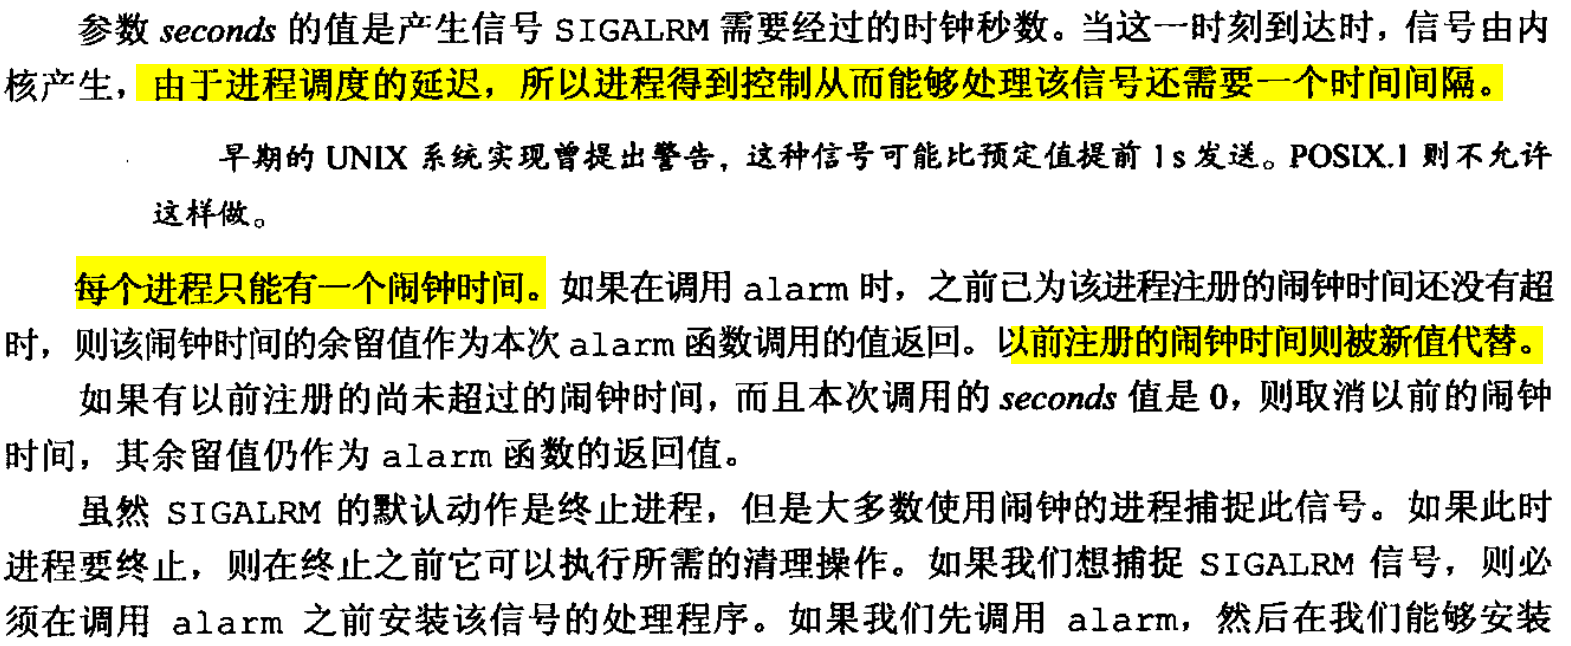 参数 seconds 的值是产生信号 SIGALRM 需要经过的时钟秒数。当这一时刻到达时，信号由内
核产生，由于进程调度的延迟，所以进程得到控制从而能够处理该信号还需要一个时间间隔。
早期的 UNIX 系统实现曾提出警告，这种信号可能比预定值提前 1s 发送。POSIX.1 则不允许
这样做。
每个进程只能有一个闹钟时间。如果在调用 alarm 时，之前已为该进程注册的闹钟时间还没有超
时，则该闹钟时间的余留值作为本次 alarm 函数调用的值返回。以前注册的闹钟时间则被新值代替。
如果有以前注册的尚未超过的闹钟时间，而且本次调用的 seconds 值是 0，则取消以前的闹钟
时间，其余留值仍作为 alarm 函数的返回值。
虽然 SIGALRM 的默认动作是终止进程，但是大多数使用闹钟的进程捕捉此信号。如果此时
进程要终止，则在终止之前它可以执行所需的清理操作。如果我们想捕捉 SIGALRM 信号，则必
须在调用 alarm 之前安装该信号的处理程序。如果我们先调用 alarm，然后在我们能够安装